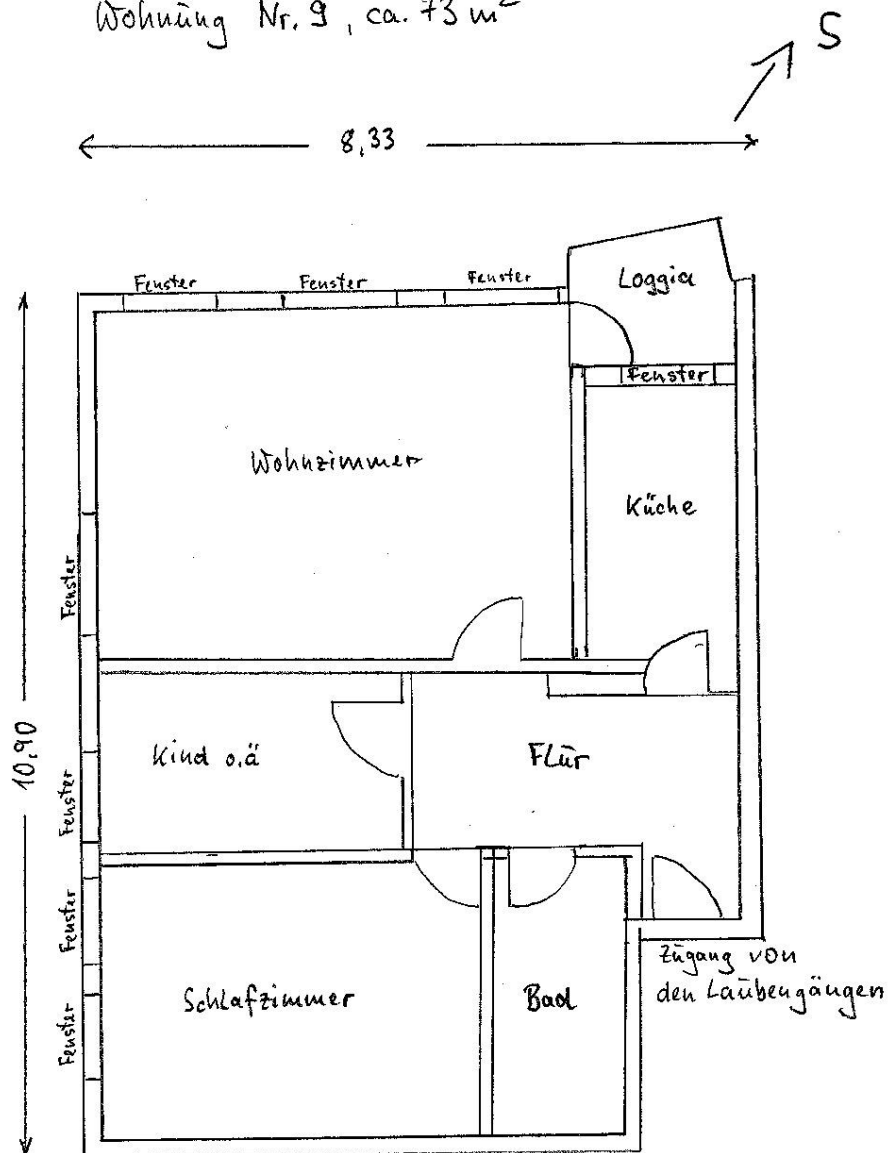 Wohnung Nr. 9, ca. 73 m²
S
8,33
Fenster
Fenster
Fenster
Loggia
Fenster
Wohnzimmer
Küche
Fenster
10,90
Kind o.ä
Flur
Fenster
Fenster
Schlafzimmer
Bad
Zugang von
den Laubengängen
Fenster